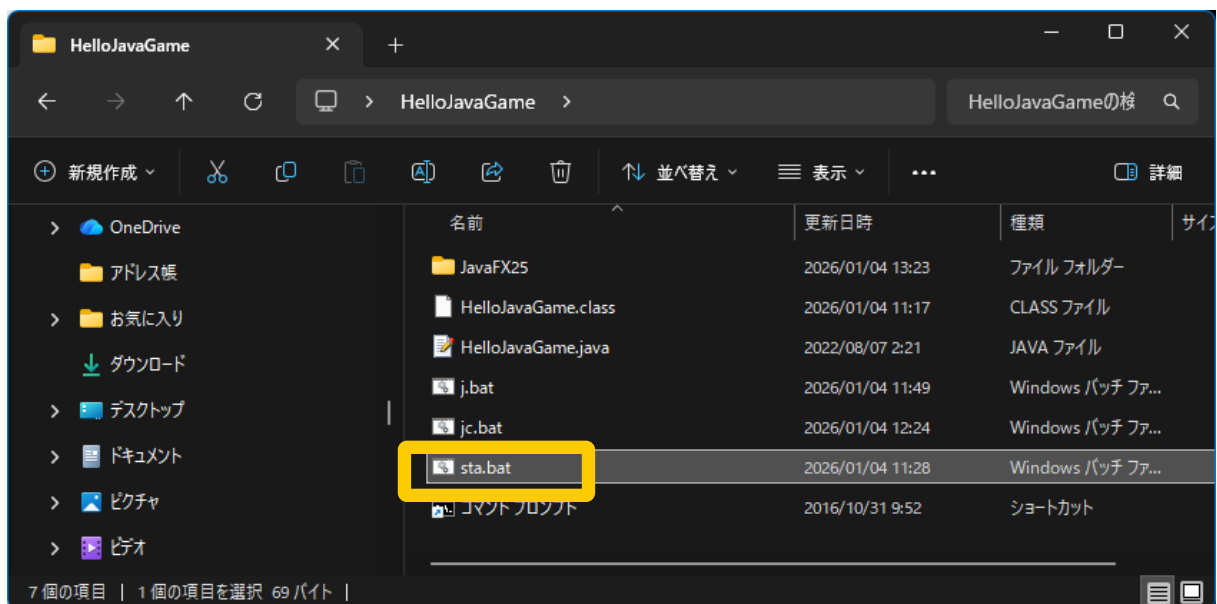 HelloJavaGame
HelloJavaGame
HelloJavaGameの検
新規作成
並べ替え
表示
詳細
OneDrive
アドレス帳
お気に入り
ダウンロード
デスクトップ
ドキュメント
ピクチャ
ビデオ
名前 更新日時 種類 サイズ
JavaFX25 2026/01/04 13:23 ファイル フォルダー
HelloJavaGame.class 2026/01/04 11:17 CLASS ファイル
HelloJavaGame.java 2022/08/07 2:21 JAVA ファイル
j.bat 2026/01/04 11:49 Windows バッチ ファ...
jc.bat 2026/01/04 12:24 Windows バッチ ファ...
sta.bat 2026/01/04 11:28 Windows バッチ ファ...
コマンド プロンプト 2016/10/31 9:52 ショートカット
7 個の項目 | 1 個の項目を選択 69 バイト |